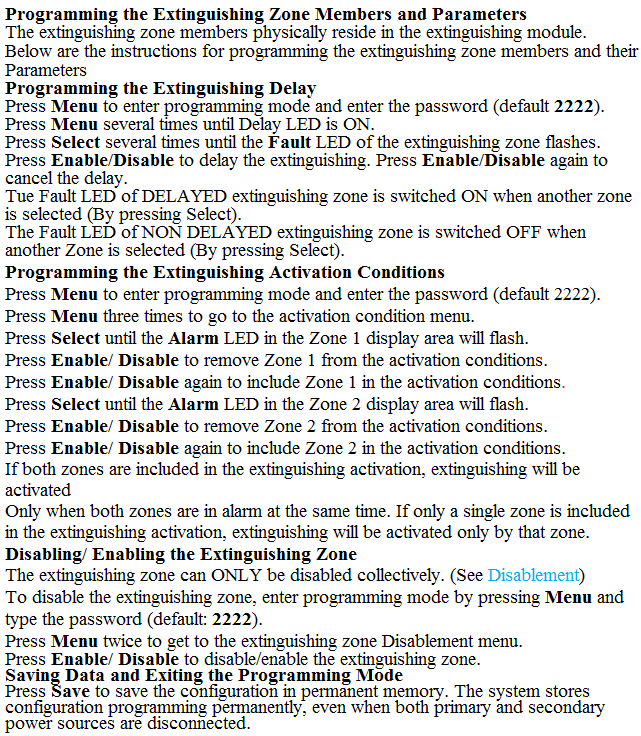 Programming the Extinguishing Zone Members and Parameters
The extinguishing zone members physically reside in the extinguishing module.
Below are the instructions for programming the extinguishing zone members and their
Parameters
Programming the Extinguishing Delay
Press Menu to enter programming mode and enter the password (default 2222).
Press Menu several times until Delay LED is ON.
Press Select several times until the Fault LED of the extinguishing zone flashes.
Press Enable/Disable to delay the extinguishing. Press Enable/Disable again to
cancel the delay.
Tue Fault LED of DELAYED extinguishing zone is switched ON when another zone
is selected (By pressing Select).
The Fault LED of NON DELAYED extinguishing zone is switched OFF when
another Zone is selected (By pressing Select).
Programming the Extinguishing Activation Conditions
Press Menu to enter programming mode and enter the password (default 2222).
Press Menu three times to go to the activation condition menu.
Press Select until the Alarm LED in the Zone 1 display area will flash.
Press Enable/ Disable to remove Zone 1 from the activation conditions.
Press Enable/ Disable again to include Zone 1 in the activation conditions.
Press Select until the Alarm LED in the Zone 2 display area will flash.
Press Enable/ Disable to remove Zone 2 from the activation conditions.
Press Enable/ Disable again to include Zone 2 in the activation conditions.
If both zones are included in the extinguishing activation, extinguishing will be
activated
Only when both zones are in alarm at the same time. If only a single zone is included
in the extinguishing activation, extinguishing will be activated only by that zone.
Disabling/ Enabling the Extinguishing Zone
The extinguishing zone can ONLY be disabled collectively. (See Disablement)
To disable the extinguishing zone, enter programming mode by pressing Menu and
type the password (default: 2222).
Press Menu twice to get to the extinguishing zone Disablement menu.
Press Enable/ Disable to disable/enable the extinguishing zone.
Saving Data and Exiting the Programming Mode
Press Save to save the configuration in permanent memory. The system stores
configuration programming permanently, even when both primary and secondary
power sources are disconnected.